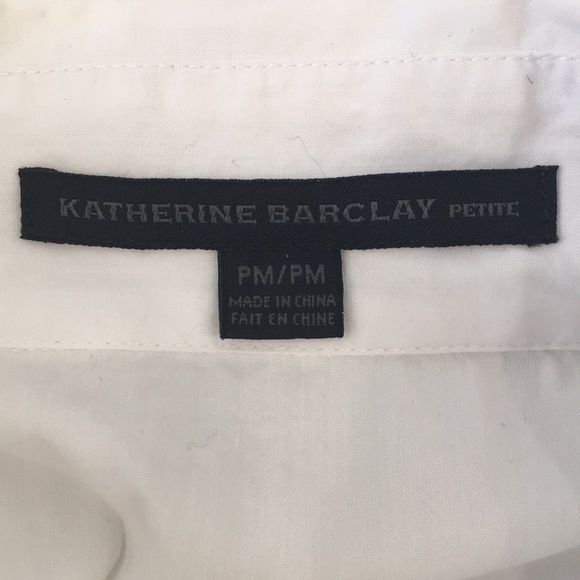 KATHERINE BARCLAY PETITE
PM/PM
MADE IN CHINA
FAIT EN CHINE